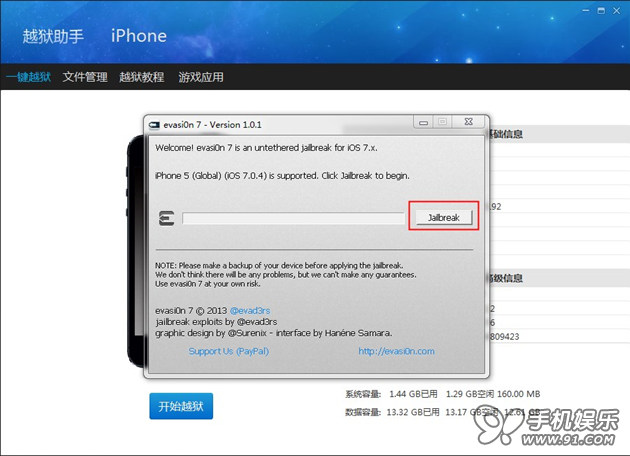 越狱助手 iPhone
一键越狱 文件管理 越狱教程 游戏应用
evasi0n 7 - Version 1.0.1
Welcome! evasi0n 7 is an untethered jailbreak for iOS 7.x.
iPhone 5 (Global) (iOS 7.0.4) is supported. Click Jailbreak to begin.
Jailbreak
NOTE: Please make a backup of your device before applying the jailbreak.
We don't think there will be any problems, but we can't make any guarantees.
Use evasi0n 7 at your own risk.
evasi0n 7 © 2013 @evad3rs
jailbreak exploits by @evad3rs
graphic design by @Surenix - interface by Hanéne Samara.
Support Us (PayPal) http://evasi0n.com
基础信息
.92
高级信息
2
6
809423
开始越狱
系统容量: 1.44 GB已用 1.29 GB空闲 160.00 MB
数据容量: 13.32 GB已用 13.17 GB空闲 12.81 GB
手机娱乐
www.91.com